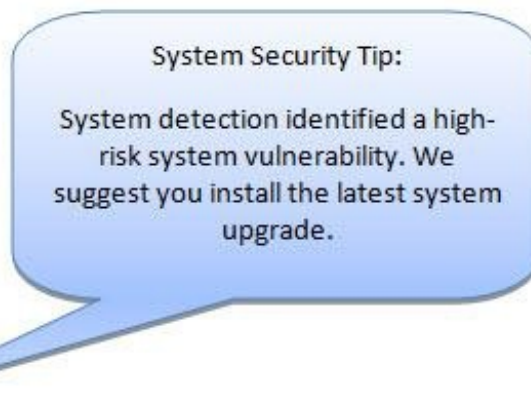 System Security Tip:
System detection identified a high-
risk system vulnerability. We
suggest you install the latest system
upgrade.